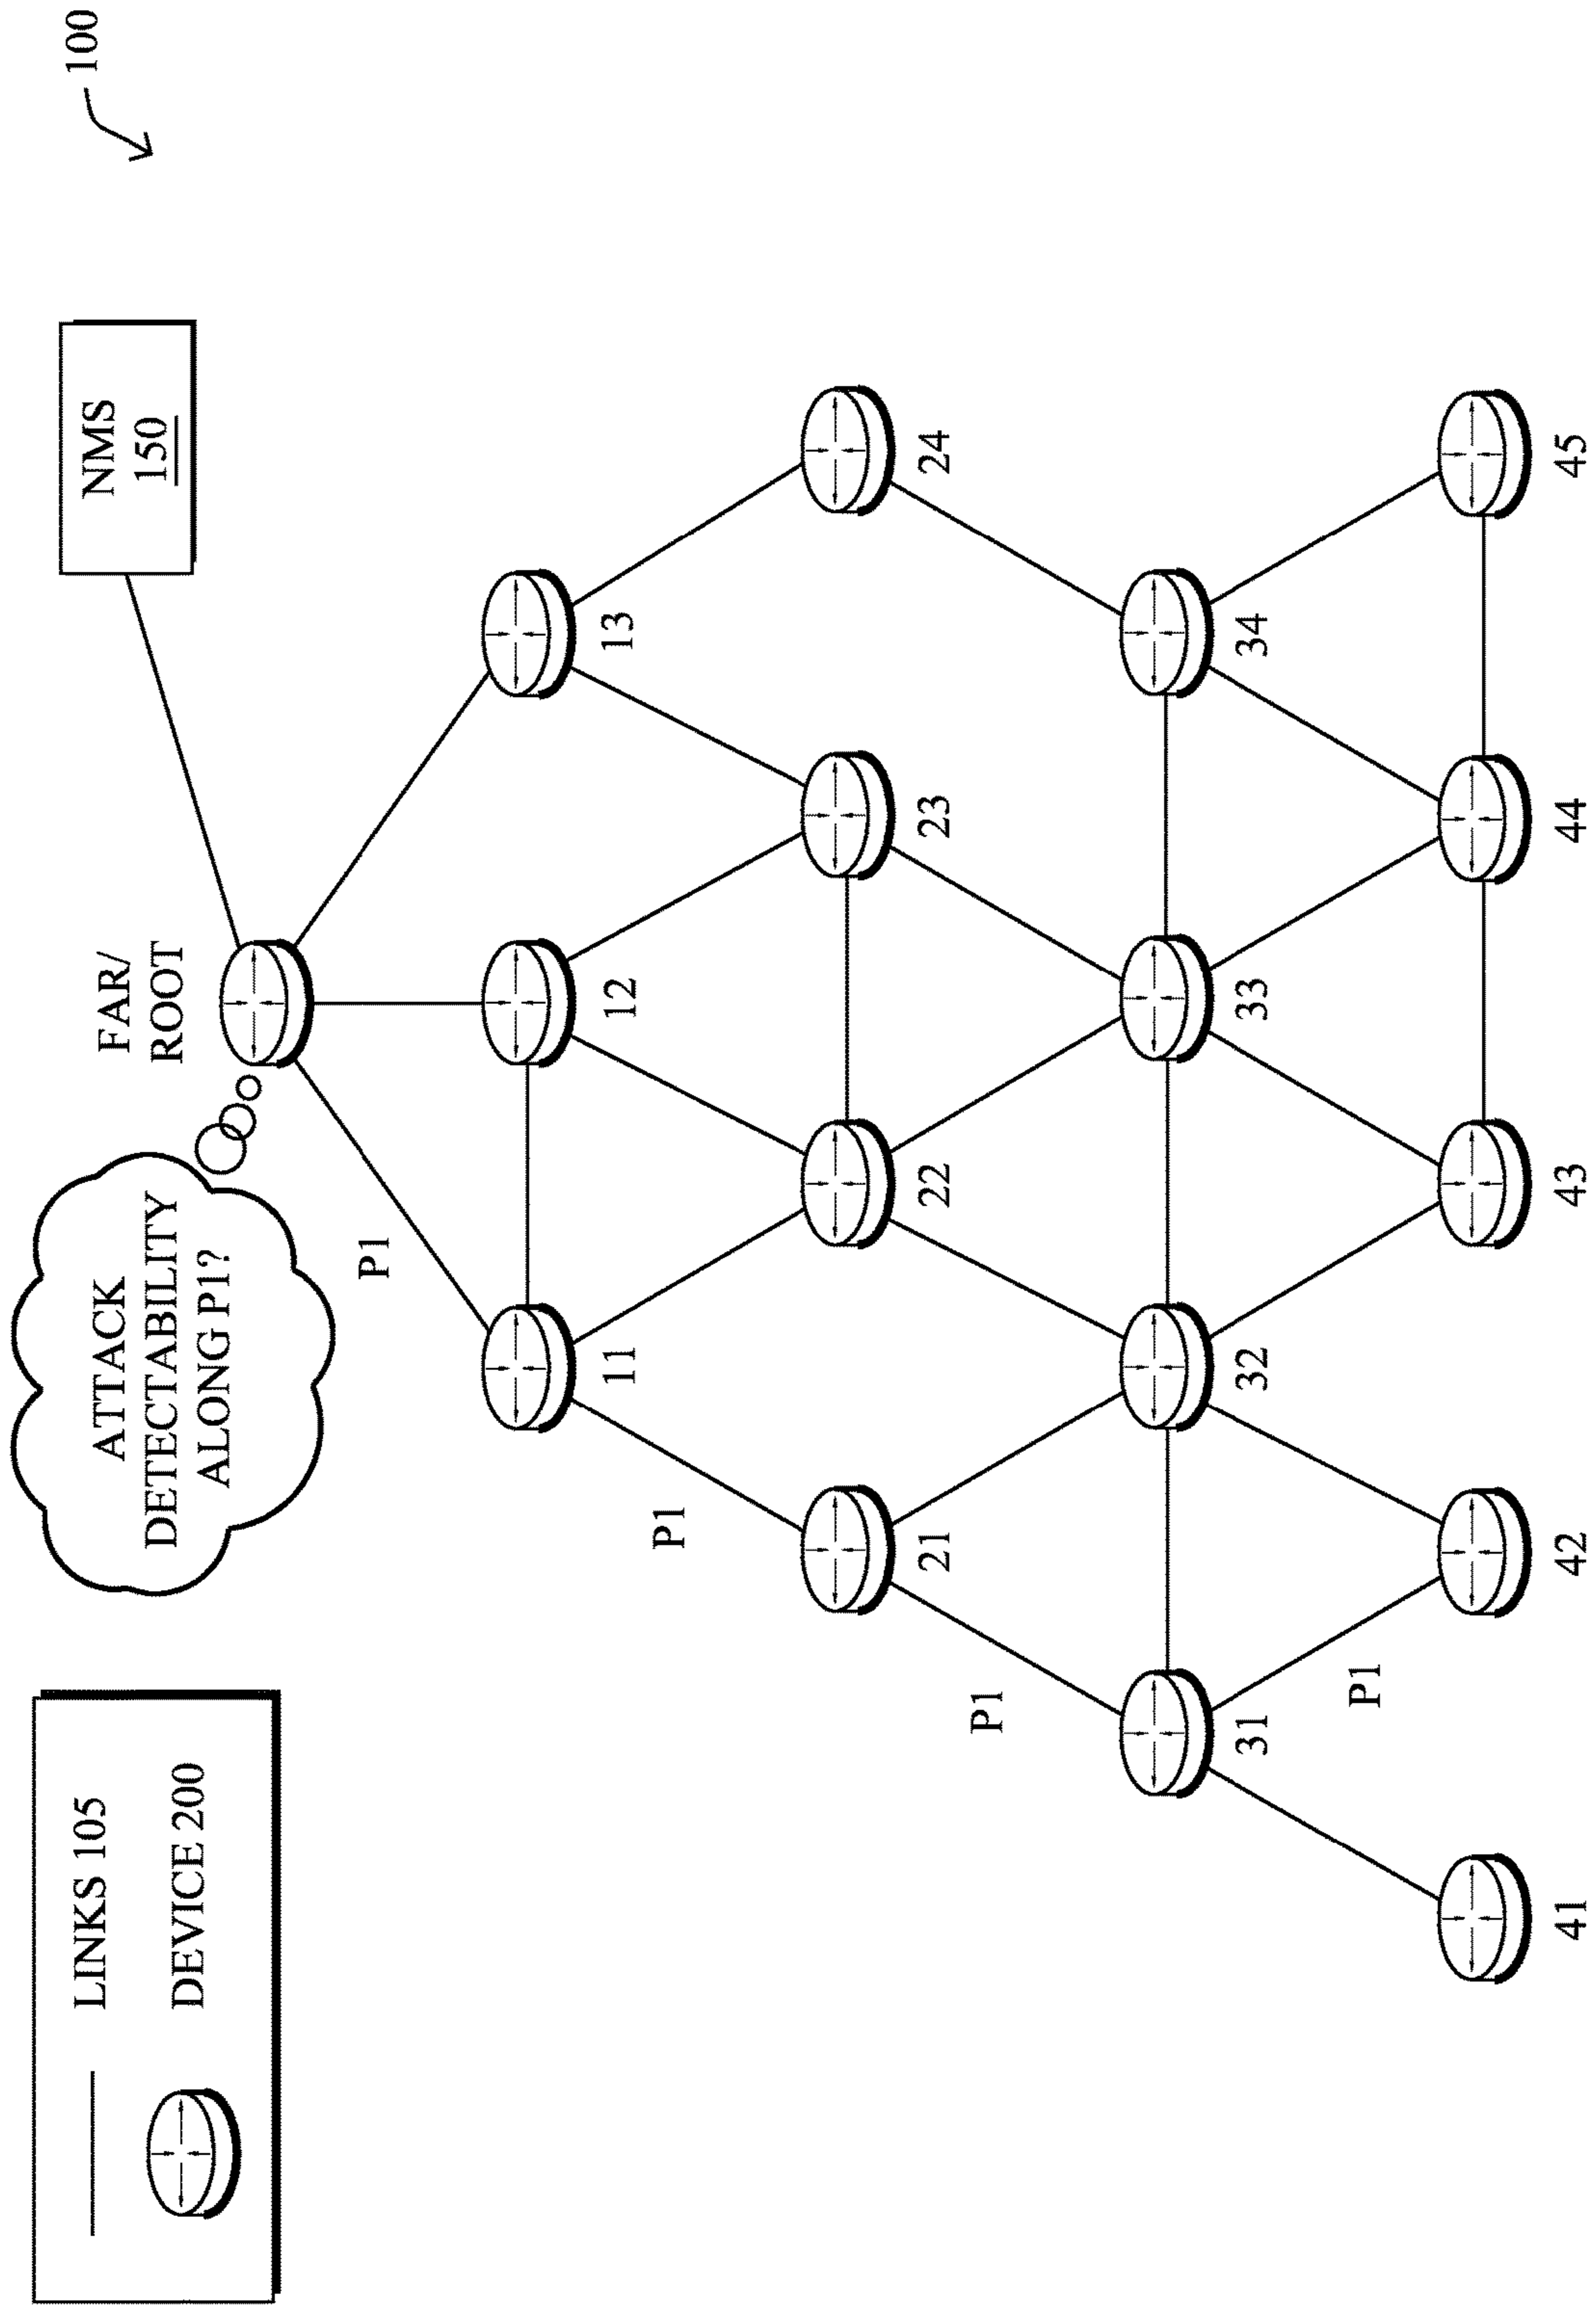 100
NMS
150
FAR/
ROOT
ATTACK
DETECTABILITY
ALONG P1?
LINKS 105
DEVICE 200
P1
11
12
13
P1
21
22
23
24
P1
31
32
33
34
P1
41
42
43
44
45